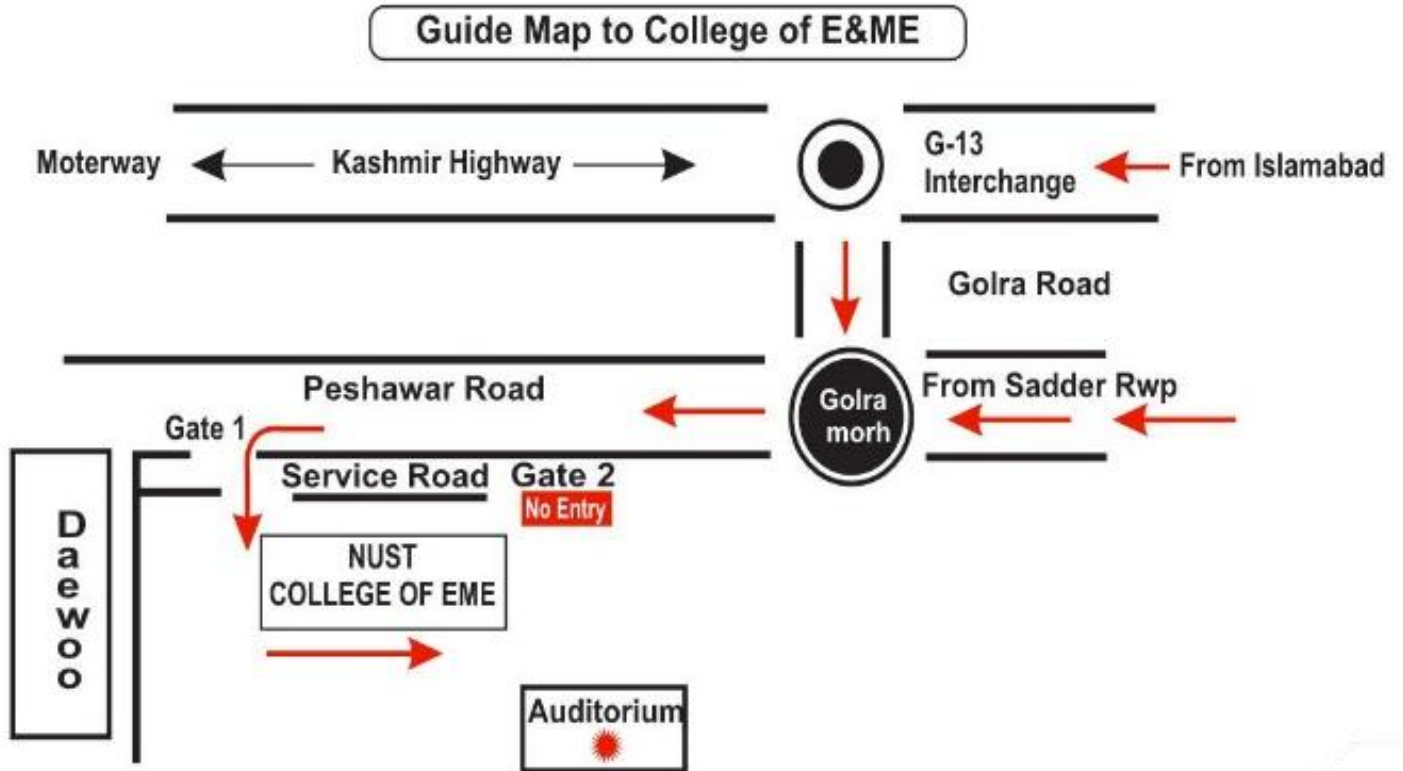 Guide Map to College of E&ME
Moterway
Kashmir Highway
G-13
Interchange
From Islamabad
Golra Road
Peshawar Road
Golra
morh
From Sadder Rwp
Gate 1
Service Road
Gate 2
No Entry
Daewoo
NUST
COLLEGE OF EME
Auditorium